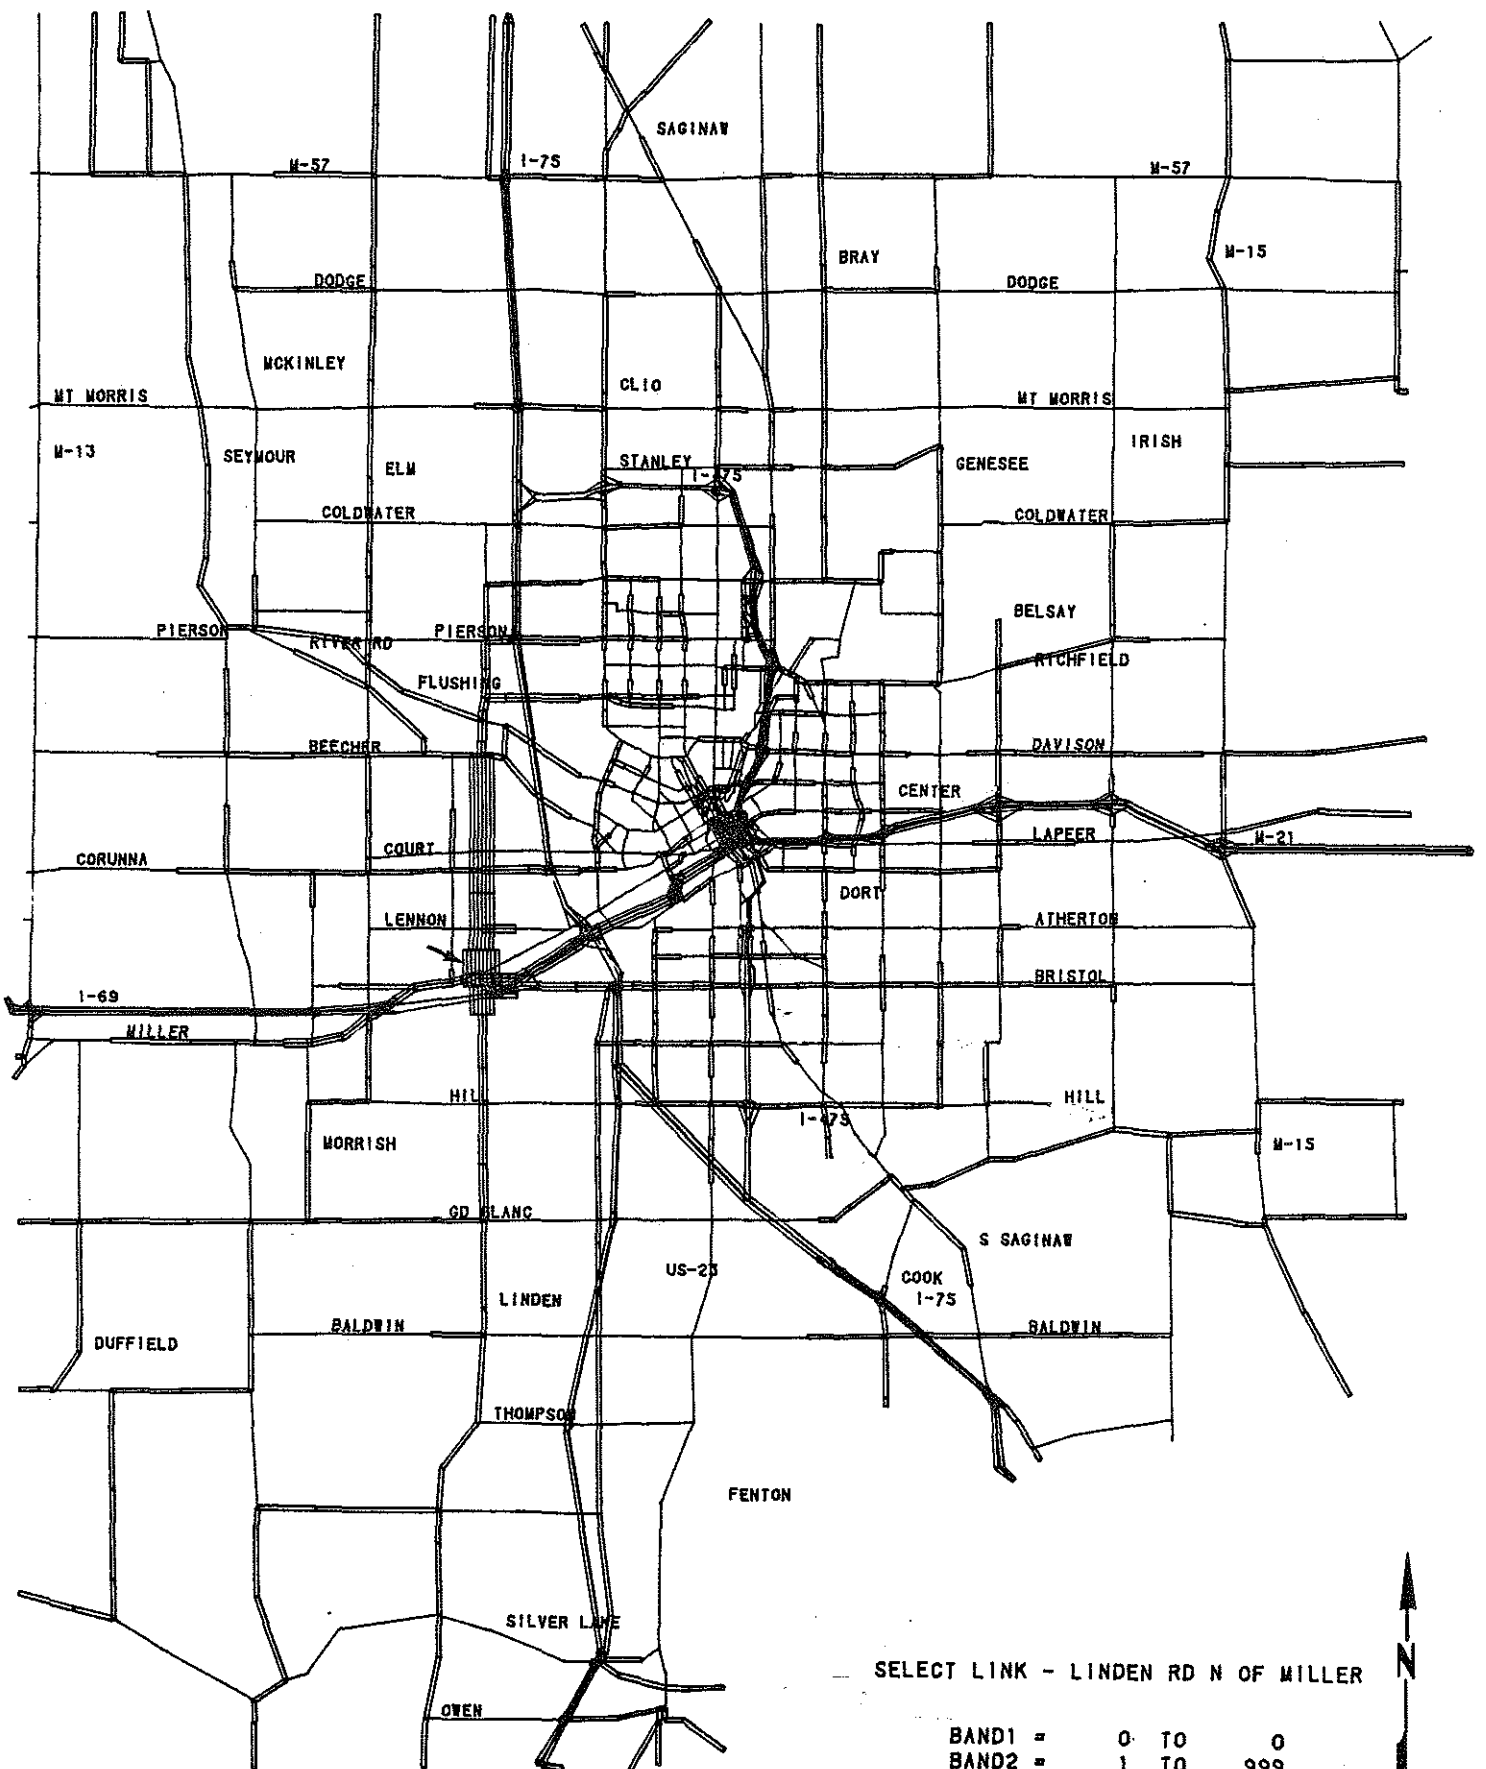 SAGINAW
M-57
I-75
M-57
BRAY
M-15
DODGE
DODGE
MCKINLEY
CLIO
MT MORRIS
MT MORRIS
M-13
SEYMOUR
ELM
STANLEY
I-475
GENESEE
IRISH
COLDWATER
COLDWATER
BELSAY
PIERSON
RIVER RD
PIERSON
RICHFIELD
FLUSHING
BEECHER
DAVISON
CENTER
CORUNNA
COURT
LAPEER
M-21
DORT
LENNON
ATHERTON
BRISTOL
I-69
MILLER
HILL
HILL
I-475
MORRISH
M-15
GD BLANC
S SAGINAW
US-23
COOK
I-75
LINDEN
BALDWIN
BALDWIN
DUFFIELD
THOMPSON
FENTON
SILVER LAKE
OWEN
SELECT LINK - LINDEN RD N OF MILLER
N
BAND1 = 0 TO 0
BAND2 = 1 TO 999